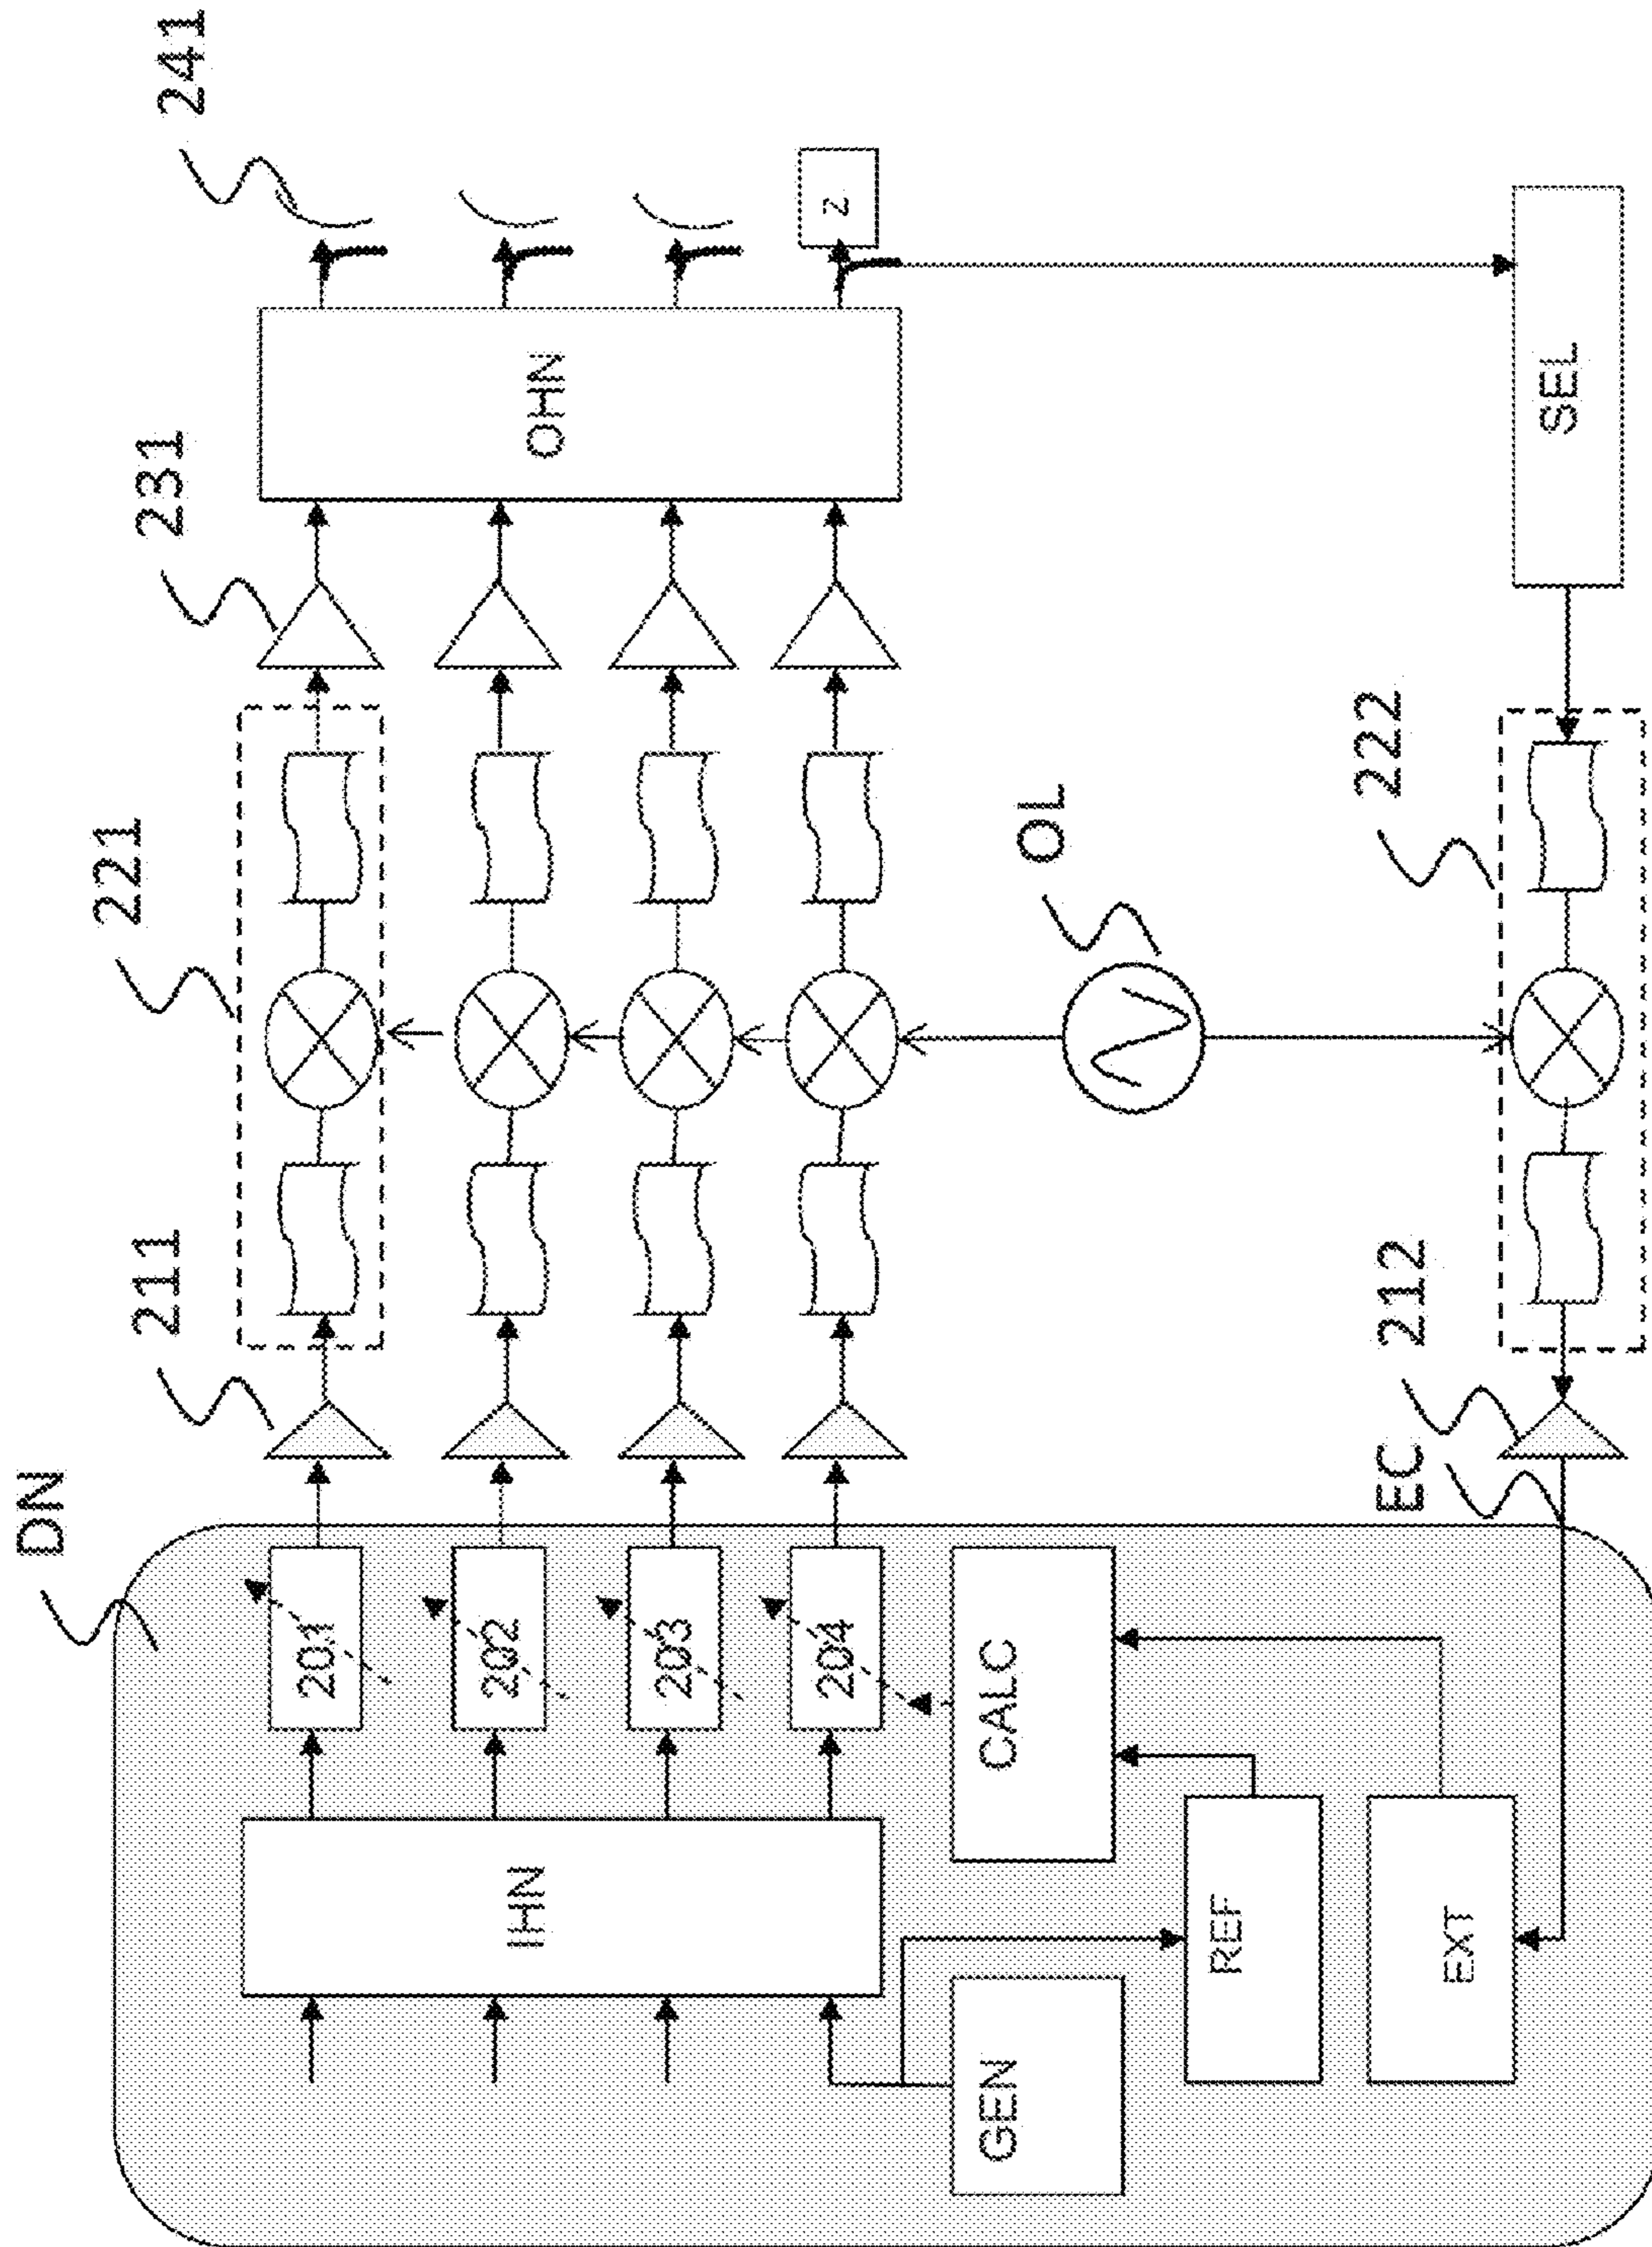 DN
211
221
231
241
IHN
201
202
203
204
OHN
z
GEN
CALC
REF
EXT
OL
EC
212
222
SEL